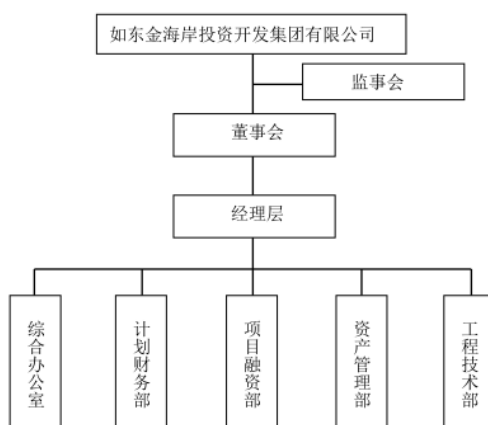 如东金海岸投资开发集团有限公司
监事会
董事会
经理层
综合办公室
计划财务部
项目融资部
资产管理部
工程技术部